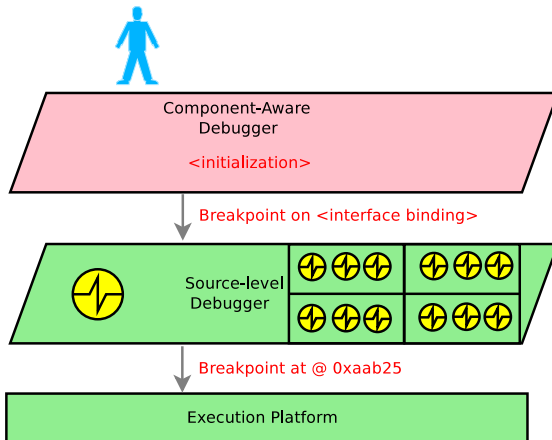 Component-Aware
Debugger
<initialization>
Breakpoint on <interface binding>
Source-level
Debugger
Breakpoint at @ 0xaab25
Execution Platform